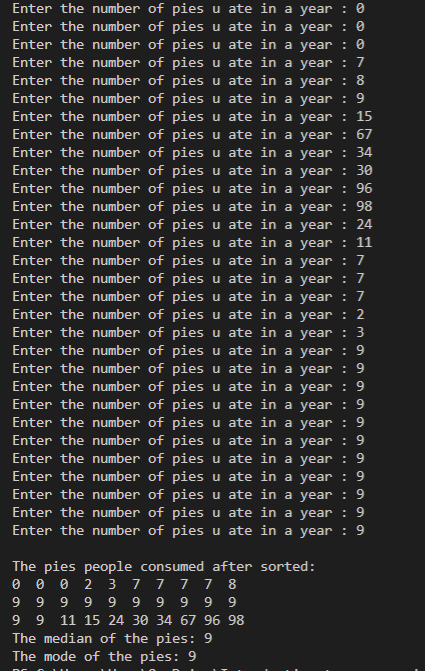 Enter the number of pies u ate in a year : 0
Enter the number of pies u ate in a year : 0
Enter the number of pies u ate in a year : 0
Enter the number of pies u ate in a year : 7
Enter the number of pies u ate in a year : 8
Enter the number of pies u ate in a year : 9
Enter the number of pies u ate in a year : 15
Enter the number of pies u ate in a year : 67
Enter the number of pies u ate in a year : 34
Enter the number of pies u ate in a year : 30
Enter the number of pies u ate in a year : 96
Enter the number of pies u ate in a year : 98
Enter the number of pies u ate in a year : 24
Enter the number of pies u ate in a year : 11
Enter the number of pies u ate in a year : 7
Enter the number of pies u ate in a year : 7
Enter the number of pies u ate in a year : 7
Enter the number of pies u ate in a year : 2
Enter the number of pies u ate in a year : 3
Enter the number of pies u ate in a year : 9
Enter the number of pies u ate in a year : 9
Enter the number of pies u ate in a year : 9
Enter the number of pies u ate in a year : 9
Enter the number of pies u ate in a year : 9
Enter the number of pies u ate in a year : 9
Enter the number of pies u ate in a year : 9
Enter the number of pies u ate in a year : 9
Enter the number of pies u ate in a year : 9
Enter the number of pies u ate in a year : 9
Enter the number of pies u ate in a year : 9
The pies people consumed after sorted:
0 0 0 2 3 7 7 7 7 8
9 9 9 9 9 9 9 9 9 9
9 9 11 15 24 30 34 67 96 98
The median of the pies: 9
The mode of the pies: 9